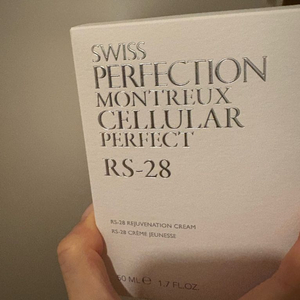 SWISS
PERFECTION
MONTREUX
CELLULAR
PERFECT
RS-28
RS-28 REJUVENATION CREAM
RS-28 CRÈME JEUNESSE
50 ML ℮ 1.7 FL.OZ.